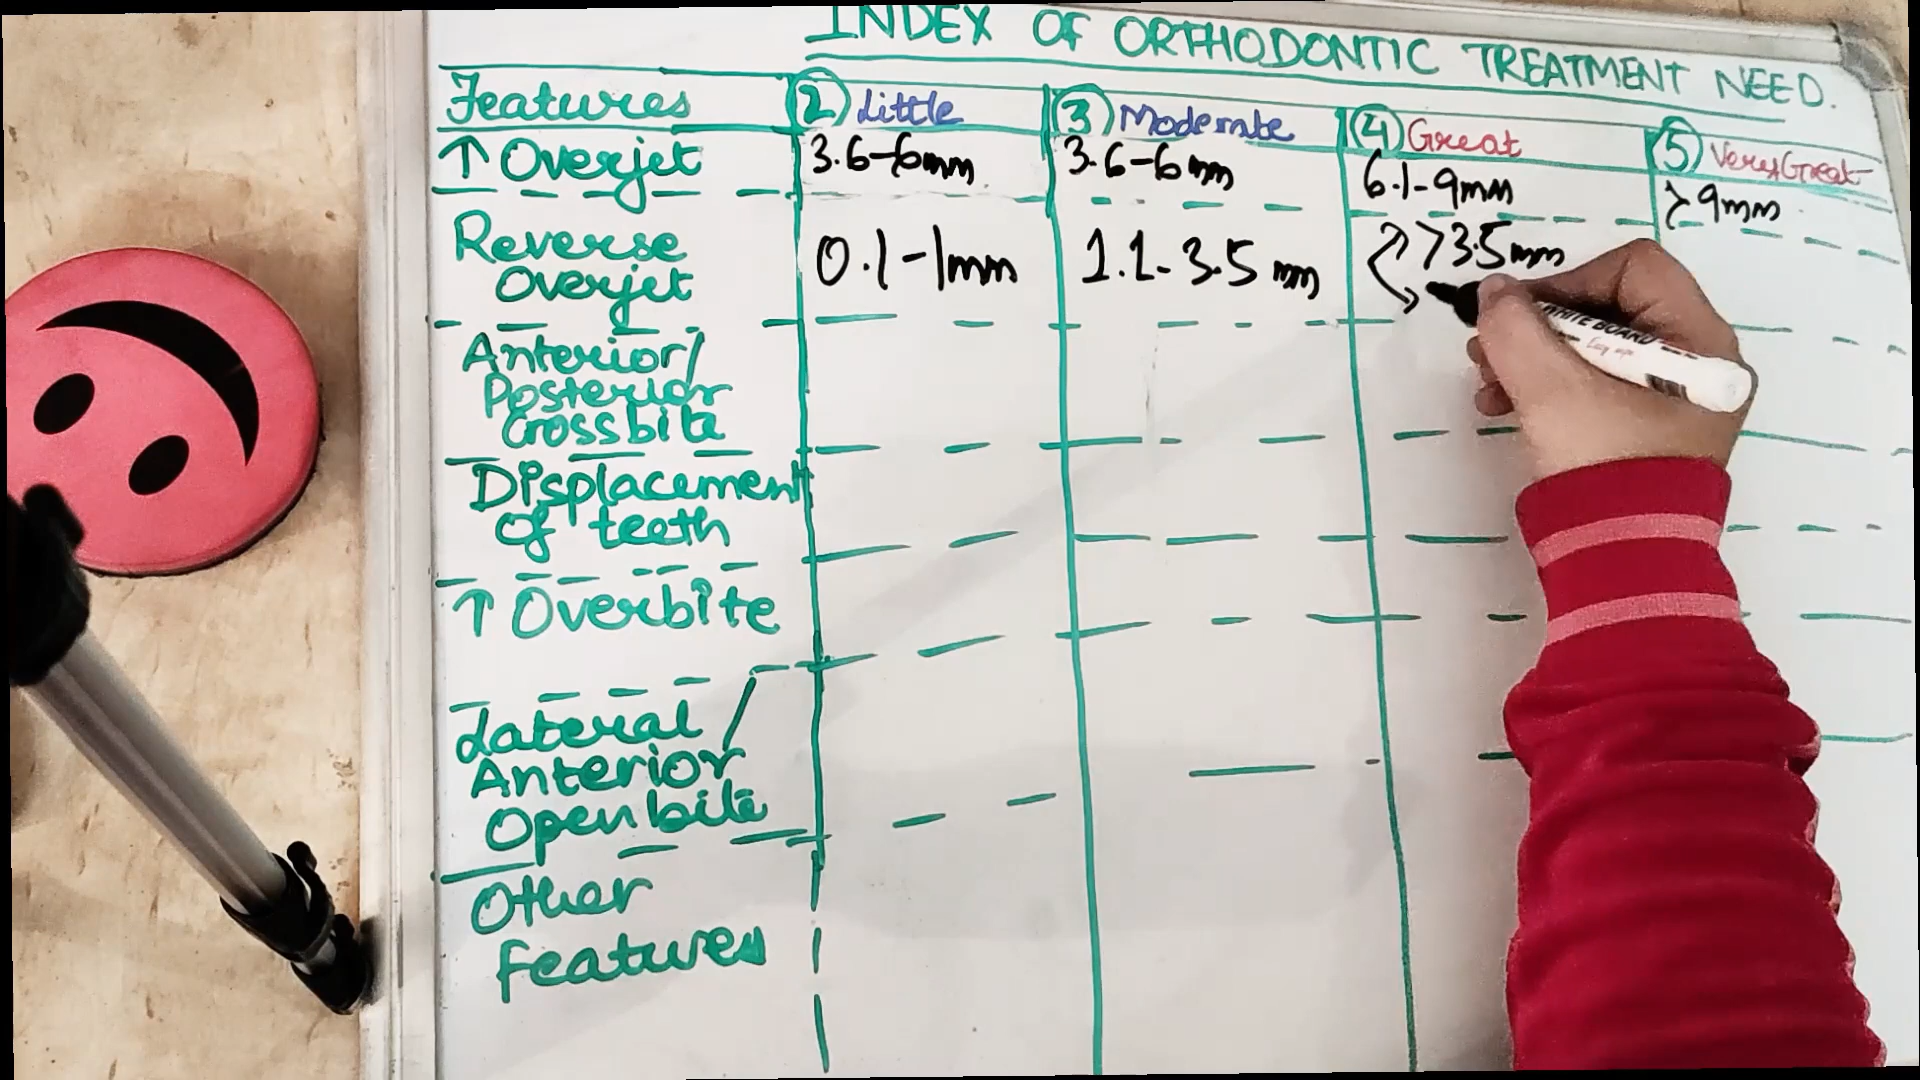 INDEX OF ORTHODONTIC TREATMENT NEED.
Features
② Little
③ Moderate
④ Great
⑤ Very Great
↑ Overjet
3.6-6mm
3.6-6mm
6.1-9mm
>9mm
Reverse
Overjet
0.1-1mm
1.1-3.5 mm
>3.5mm
Anterior/
Posterior
Crossbite
Displacement
of teeth
↑ Overbite
Lateral /
Anterior
Openbite
Other
features
WHITE BOARD